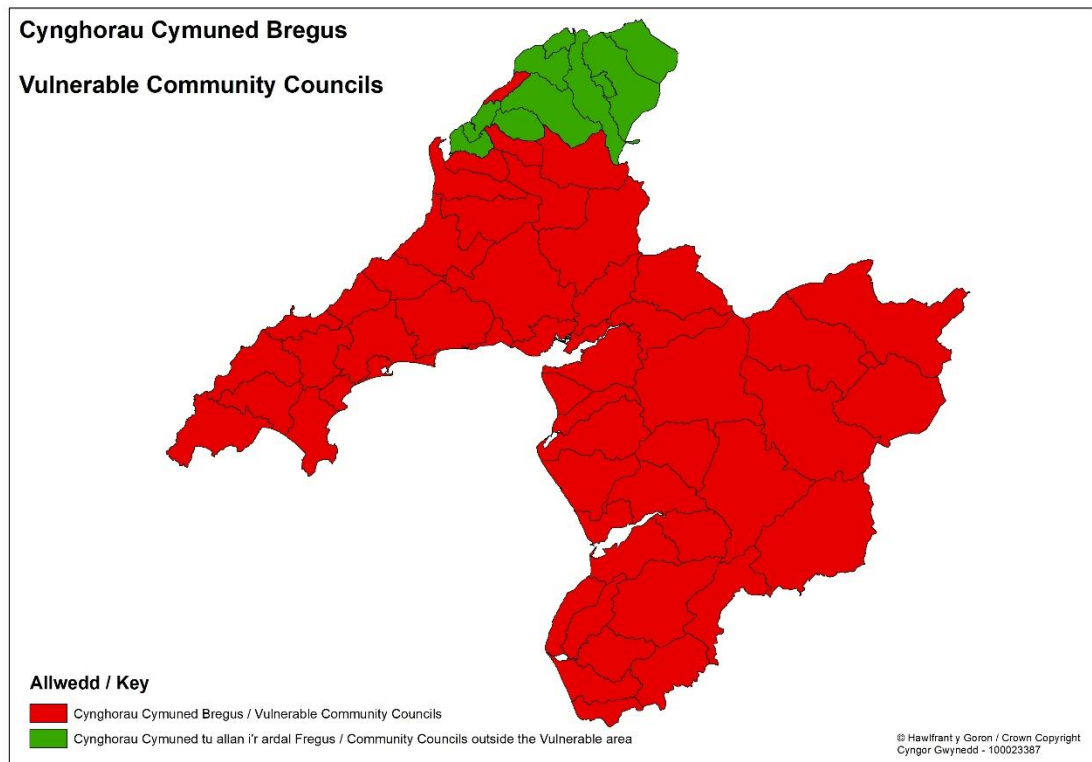 Cynghorau Cymuned Bregus
Vulnerable Community Councils
Allwedd / Key
Cynghorau Cymuned Bregus / Vulnerable Community Councils
Cynghorau Cymuned tu allan i'r ardal Fregus / Community Councils outside the Vulnerable area
© Hawlfraint y Goron / Crown Copyright
Cyngor Gwynedd - 100023387